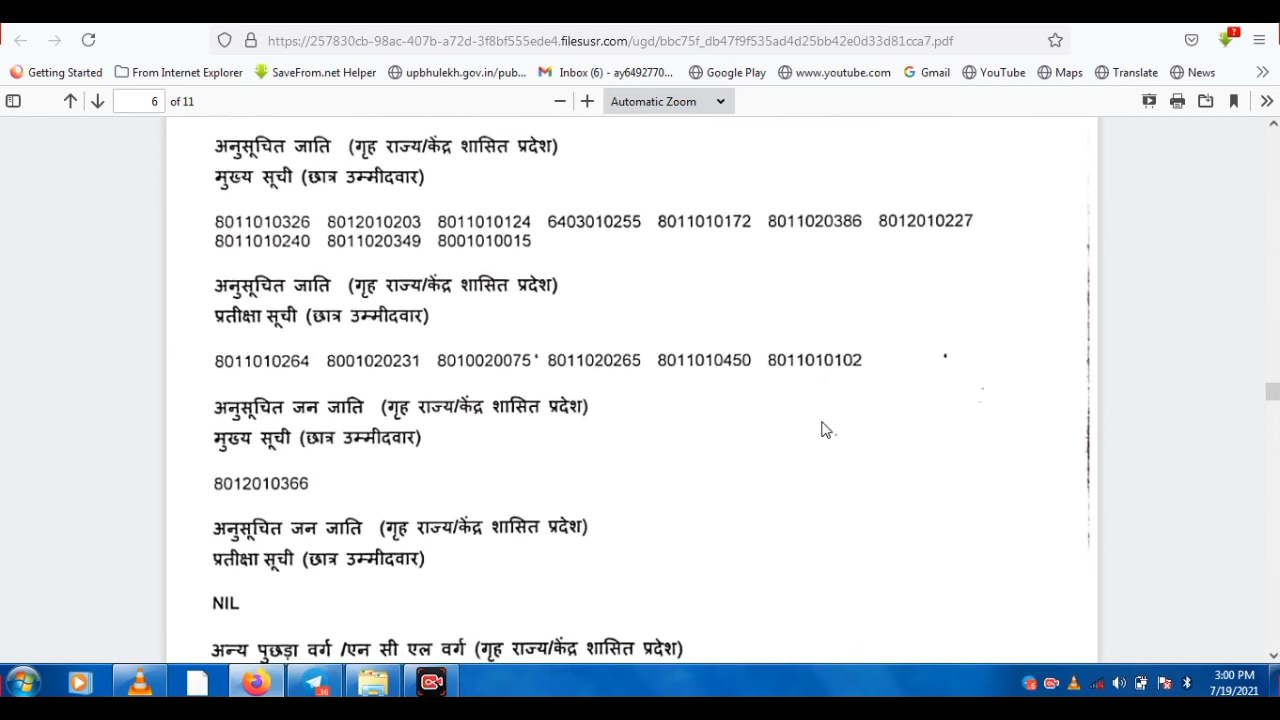 https://257830cb-98ac-407b-a72d-3f8bf555ede4.filesusr.com/ugd/bbc75f_db47f9f535ad4d25bb42e0d33d81cca7.pdf
Getting Started From Internet Explorer SaveFrom.net Helper upbhulekh.gov.in/pub... Inbox (6) - ay6492770... Google Play www.youtube.com Gmail YouTube Maps Translate News
6 of 11 Automatic Zoom
अनुसूचित जाति (गृह राज्य/केंद्र शासित प्रदेश)
मुख्य सूची (छात्र उम्मीदवार)
8011010326 8012010203 8011010124 6403010255 8011010172 8011020386 8012010227
8011010240 8011020349 8001010015
अनुसूचित जाति (गृह राज्य/केंद्र शासित प्रदेश)
प्रतीक्षा सूची (छात्र उम्मीदवार)
8011010264 8001020231 8010020075 8011020265 8011010450 8011010102
अनुसूचित जन जाति (गृह राज्य/केंद्र शासित प्रदेश)
मुख्य सूची (छात्र उम्मीदवार)
8012010366
अनुसूचित जन जाति (गृह राज्य/केंद्र शासित प्रदेश)
प्रतीक्षा सूची (छात्र उम्मीदवार)
NIL
अन्य पुछड़ा वर्ग /एन सी एल वर्ग (गृह राज्य/केंद्र शासित प्रदेश)
36
3:00 PM
7/19/2021